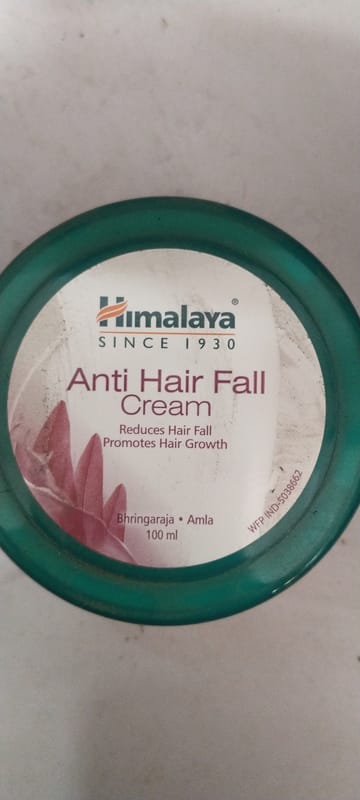 Himalaya®
SINCE 1930
Anti Hair Fall
Cream
Reduces Hair Fall
Promotes Hair Growth
Bhringaraja • Amla
100 ml
WFP IND-5038662